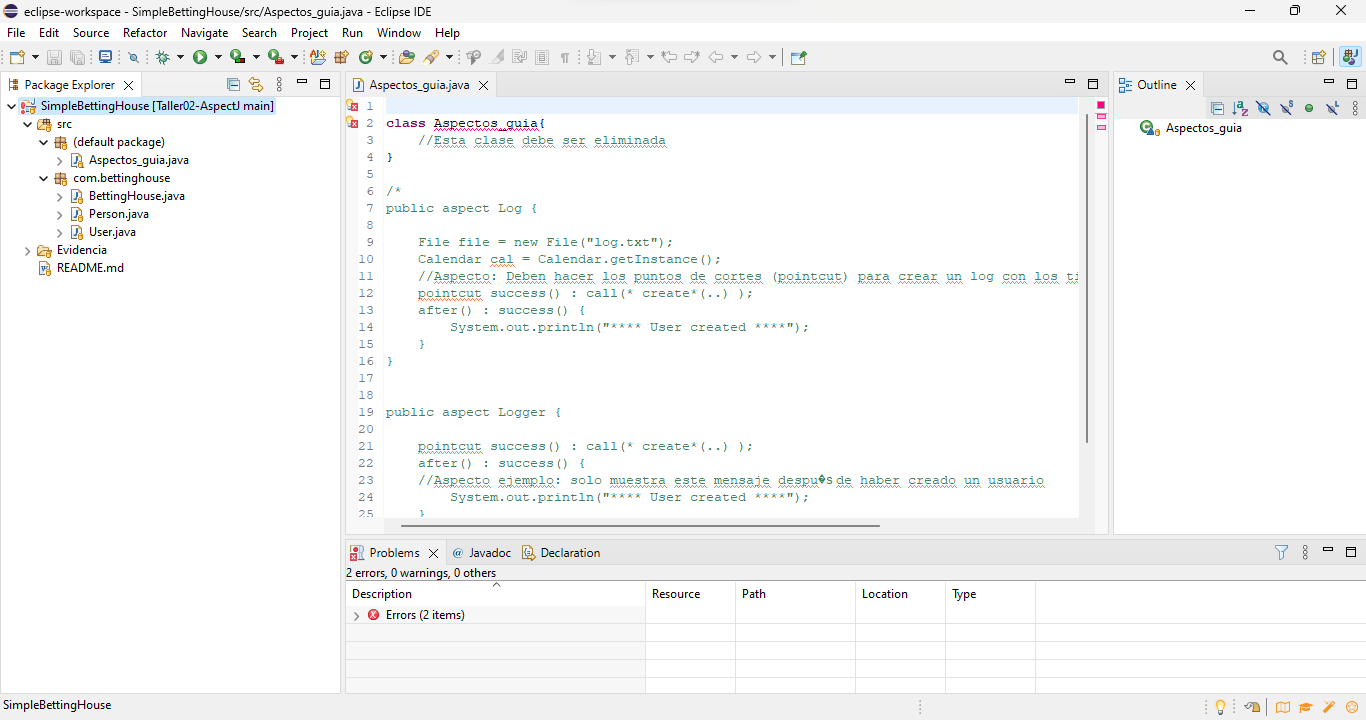 eclipse-workspace - SimpleBettingHouse/src/Aspectos_guia.java - Eclipse IDE
File Edit Source Refactor Navigate Search Project Run Window Help
Package Explorer
SimpleBettingHouse [Taller02-AspectJ main]
src
(default package)
Aspectos_guia.java
com.bettinghouse
BettingHouse.java
Person.java
User.java
Evidencia
README.md
Aspectos_guia.java
1
2 class Aspectos_guia{
3 //Esta clase debe ser eliminada
4 }
5
6 /*
7 public aspect Log {
8
9 File file = new File("log.txt");
10 Calendar cal = Calendar.getInstance();
11 //Aspecto: Deben hacer los puntos de cortes (pointcut) para crear un log con los ti
12 pointcut success() : call(* create*(..) );
13 after() : success() {
14 System.out.println("**** User created ****");
15 }
16 }
17
18
19 public aspect Logger {
20
21 pointcut success() : call(* create*(..) );
22 after() : success() {
23 //Aspecto ejemplo: solo muestra este mensaje despu�s de haber creado un usuario
24 System.out.println("**** User created ****");
25 }
Outline
Aspectos_guia
Problems Javadoc Declaration
2 errors, 0 warnings, 0 others
Description Resource Path Location Type
Errors (2 items)
SimpleBettingHouse